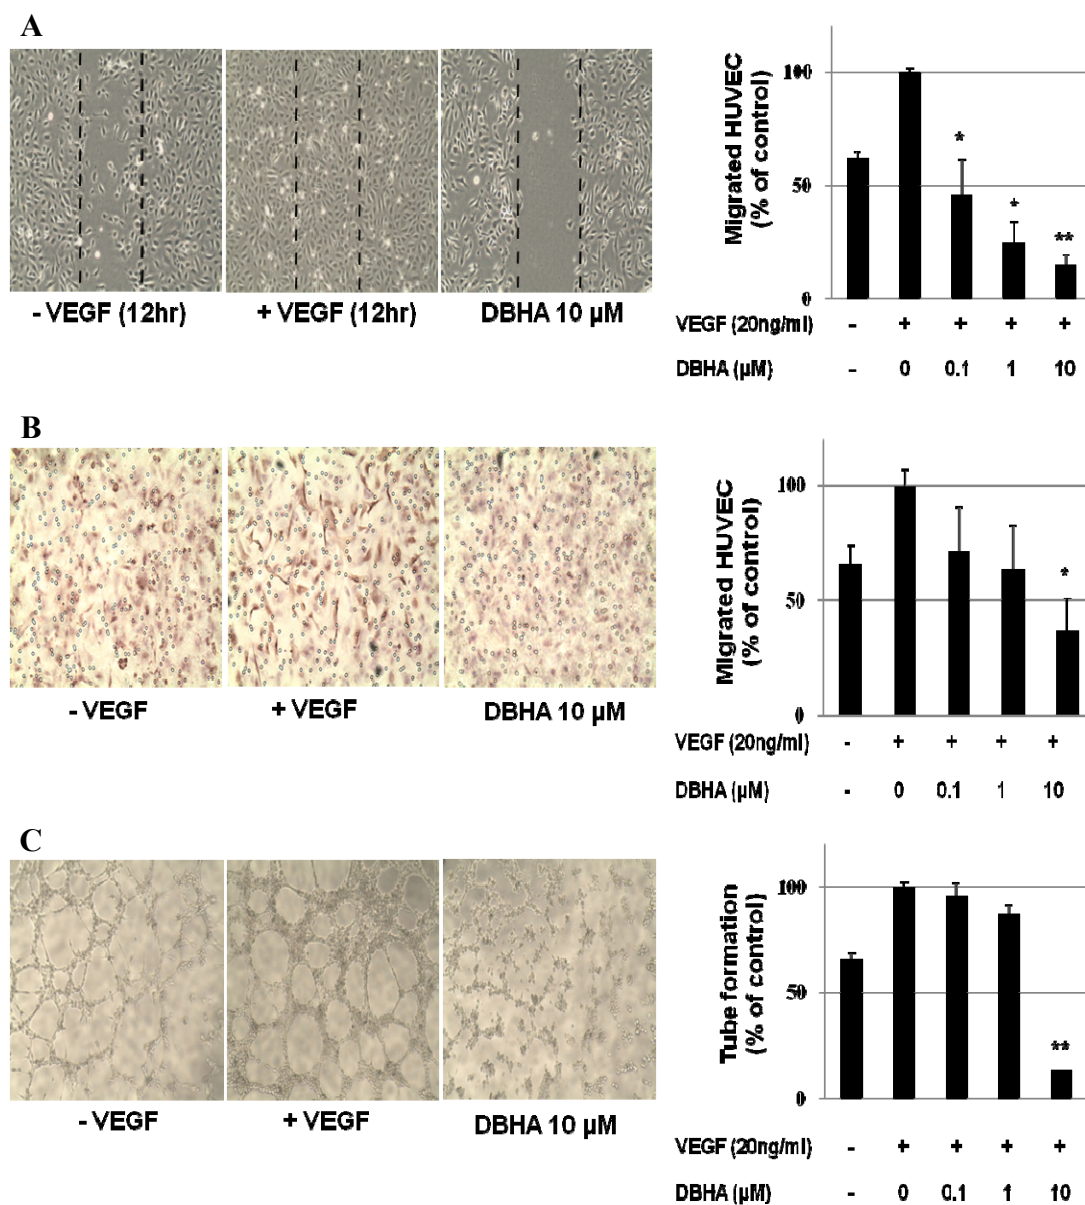 A
- VEGF (12hr)
+ VEGF (12hr)
DBHA 10 µM
Migrated HUVEC
(% of control)
100
50
0
*
*
**
VEGF (20ng/ml) - + + + +
DBHA (µM) - 0 0.1 1 10
B
- VEGF
+ VEGF
DBHA 10 µM
Migrated HUVEC
(% of control)
100
50
0
*
VEGF (20ng/ml) - + + + +
DBHA (µM) - 0 0.1 1 10
C
- VEGF
+ VEGF
DBHA 10 µM
Tube formation
(% of control)
100
50
0
**
VEGF (20ng/ml) - + + + +
DBHA (µM) - 0 0.1 1 10